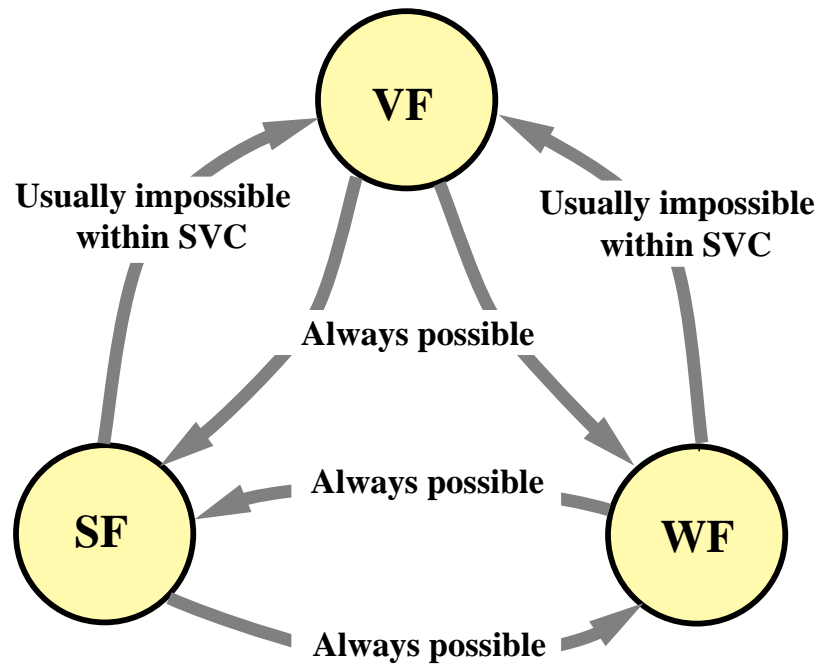 VF
Usually impossible
within SVC
Usually impossible
within SVC
Always possible
Always possible
SF
WF
Always possible